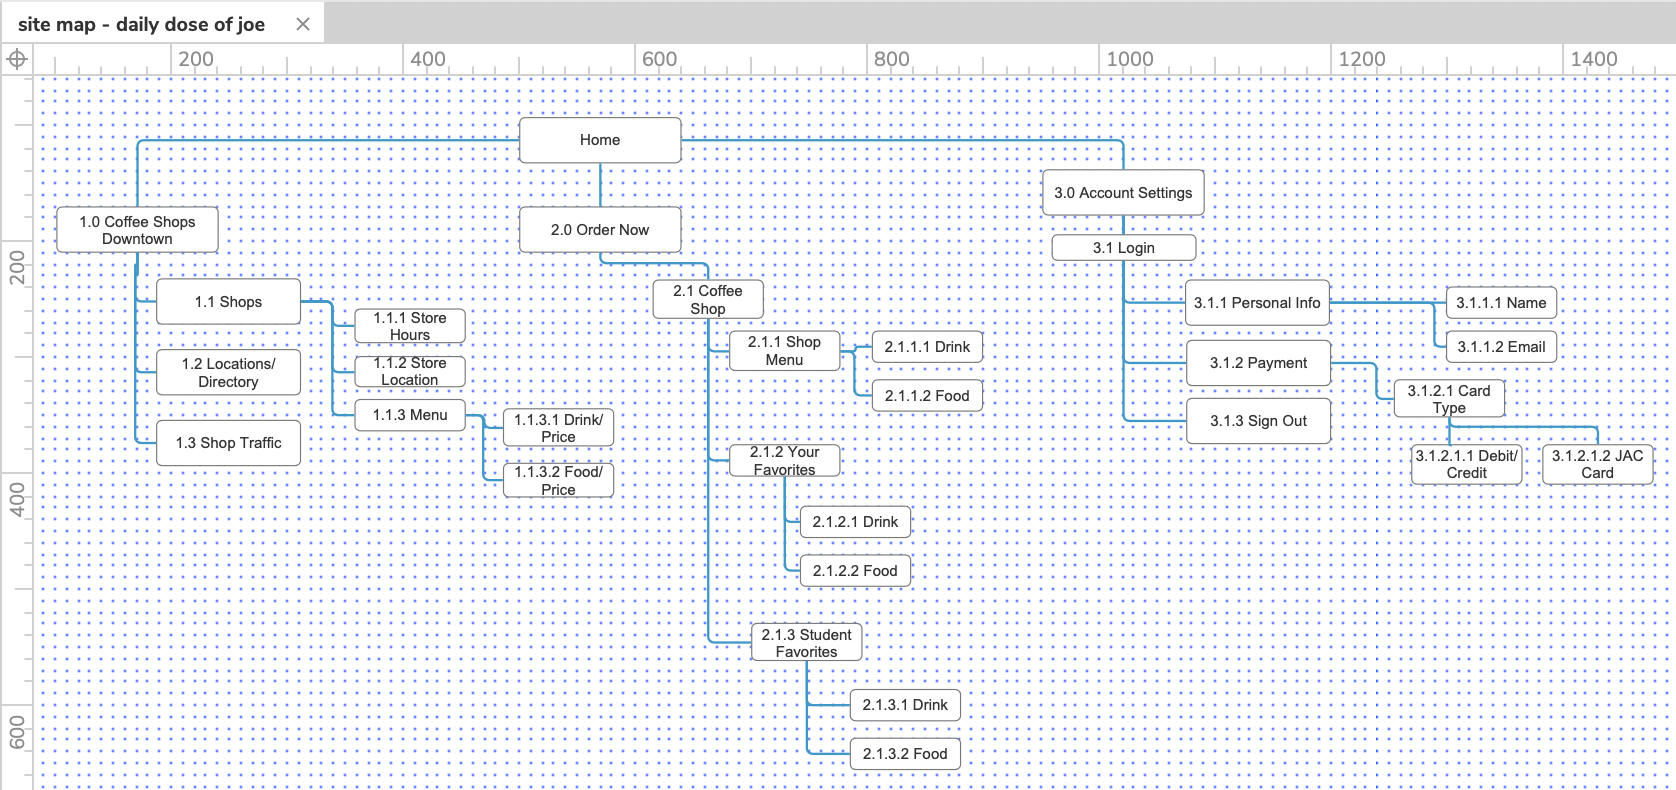 site map - daily dose of joe
200
400
600
800
1000
1200
1400
200
400
600
Home
1.0 Coffee Shops
Downtown
1.1 Shops
1.1.1 Store
Hours
1.1.2 Store
Location
1.1.3 Menu
1.1.3.1 Drink/
Price
1.1.3.2 Food/
Price
1.2 Locations/
Directory
1.3 Shop Traffic
2.0 Order Now
2.1 Coffee
Shop
2.1.1 Shop
Menu
2.1.1.1 Drink
2.1.1.2 Food
2.1.2 Your
Favorites
2.1.2.1 Drink
2.1.2.2 Food
2.1.3 Student
Favorites
2.1.3.1 Drink
2.1.3.2 Food
3.0 Account Settings
3.1 Login
3.1.1 Personal Info
3.1.1.1 Name
3.1.1.2 Email
3.1.2 Payment
3.1.2.1 Card
Type
3.1.2.1.1 Debit/
Credit
3.1.2.1.2 JAC
Card
3.1.3 Sign Out